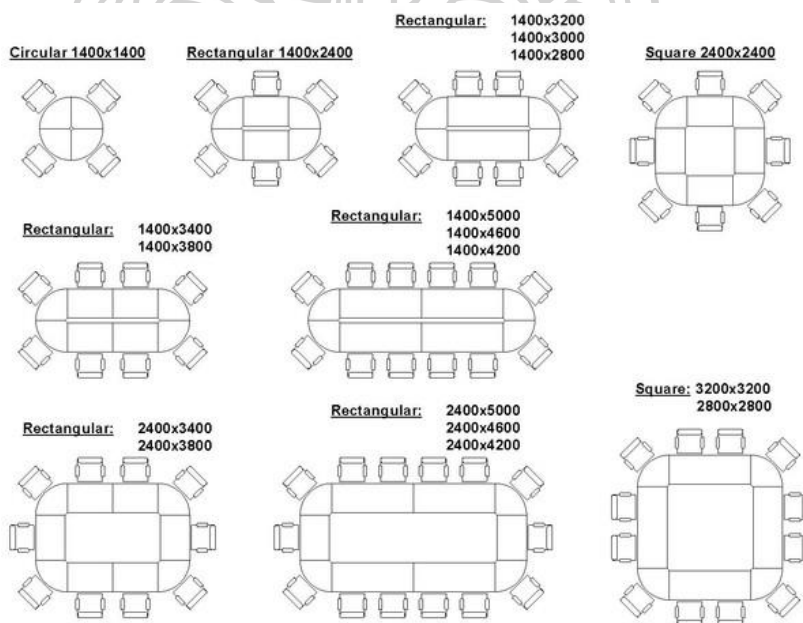 Circular 1400x1400
Rectangular 1400x2400
Rectangular: 1400x3200
1400x3000
1400x2800
Square 2400x2400
Rectangular: 1400x3400
1400x3800
Rectangular: 1400x5000
1400x4600
1400x4200
Rectangular: 2400x3400
2400x3800
Rectangular: 2400x5000
2400x4600
2400x4200
Square: 3200x3200
2800x2800